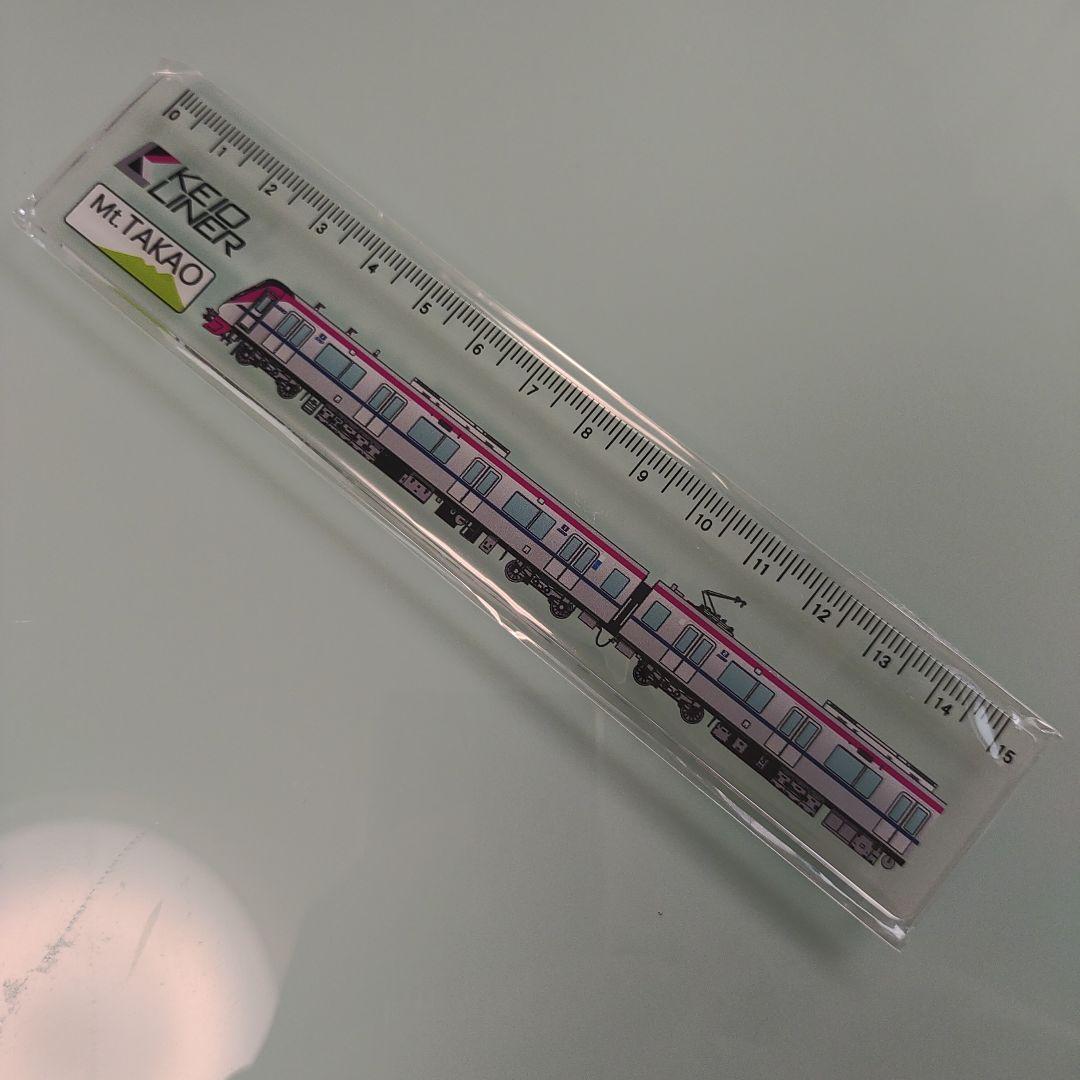 0 1 2 3 4 5 6 7 8 9 10 11 12 13 14 15
KEIO
LINER
Mt.TAKAO